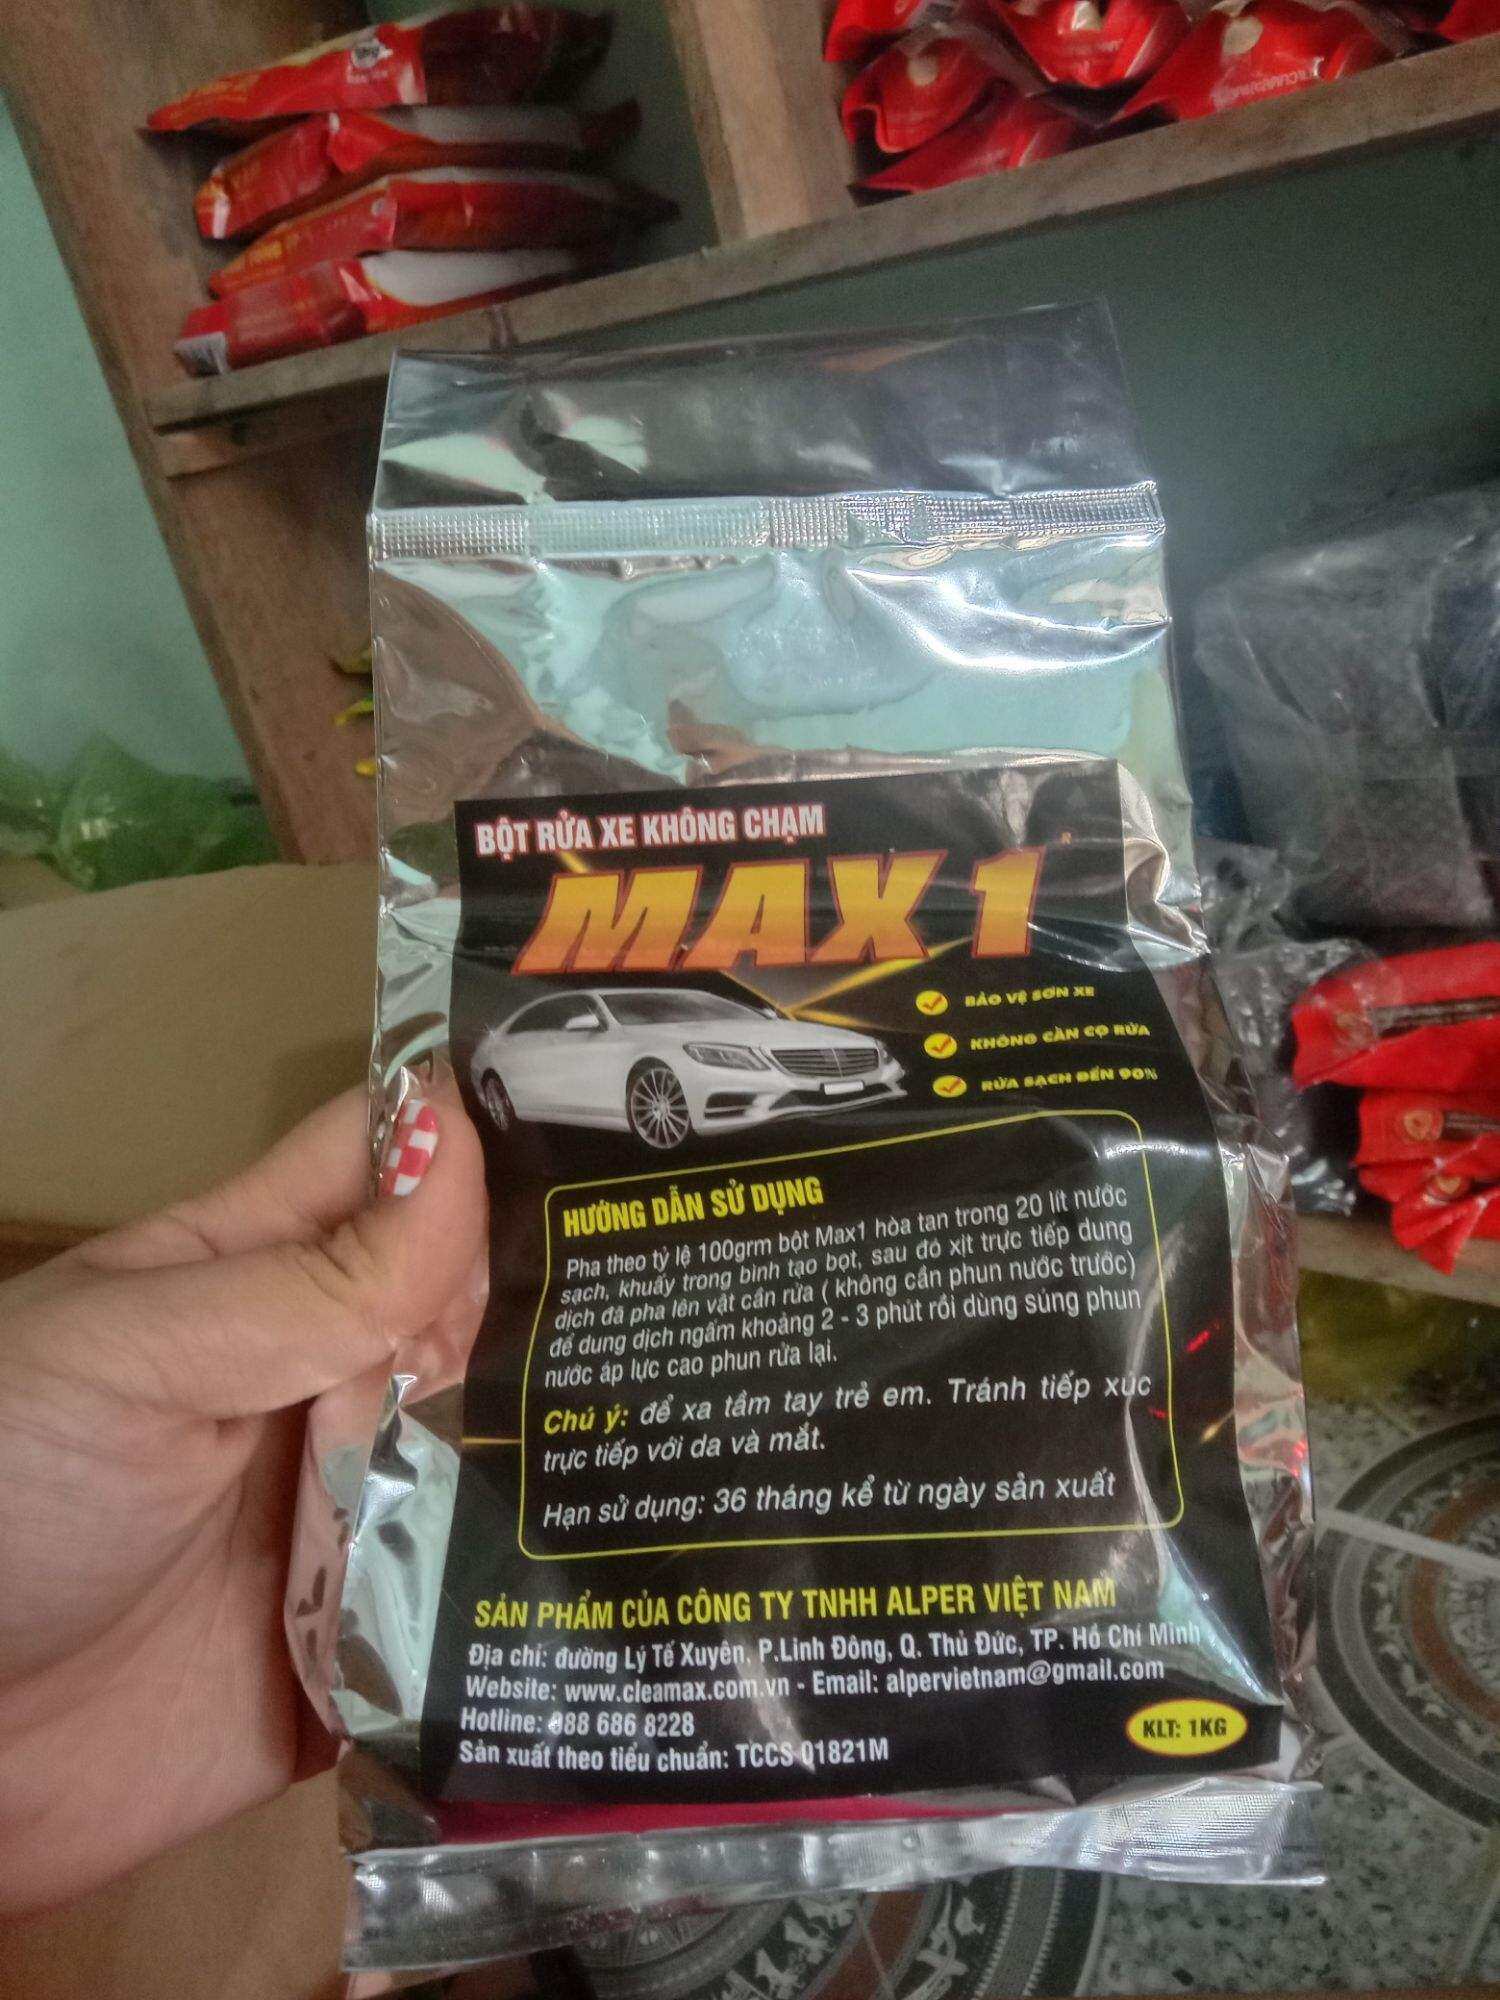 BỘT RỬA XE KHÔNG CHẠM
MAX 1
BẢO VỆ SƠN XE
KHÔNG CẦN CỌ RỬA
RỬA SẠCH ĐẾN 90%
HƯỚNG DẪN SỬ DỤNG
Pha theo tỷ lệ 100grm bột Max1 hòa tan trong 20 lít nước
sạch, khuấy trong bình tạo bọt, sau đó xịt trực tiếp dung
dịch đã pha lên vật cần rửa ( không cần phun nước trước)
để dung dịch ngấm khoảng 2 - 3 phút rồi dùng súng phun
nước áp lực cao phun rửa lại.
Chú ý: để xa tầm tay trẻ em. Tránh tiếp xúc
trực tiếp với da và mắt.
Hạn sử dụng: 36 tháng kể từ ngày sản xuất
SẢN PHẨM CỦA CÔNG TY TNHH ALPER VIỆT NAM
Địa chỉ: đường Lý Tế Xuyên, P.Linh Đông, Q. Thủ Đức, TP. Hồ Chí Minh
Website: www.cleamax.com.vn - Email: alpervietnam@gmail.com
Hotline: 088 686 8228
Sản xuất theo tiểu chuẩn: TCCS 01821M
KLT: 1KG